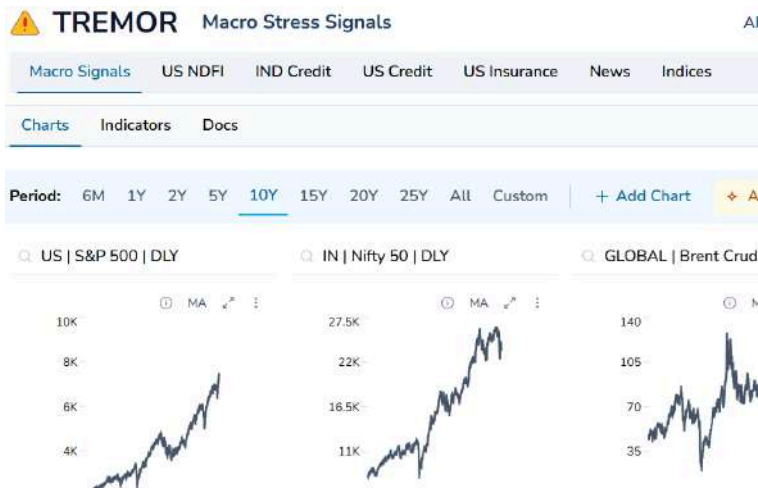 TREMOR Macro Stress Signals
Macro Signals US NDFI IND Credit US Credit US Insurance News Indices
Charts Indicators Docs
Period: 6M 1Y 2Y 5Y 10Y 15Y 20Y 25Y All Custom + Add Chart
US | S&P 500 | DLY IN | Nifty 50 | DLY GLOBAL | Brent Crud
MA MA
10K 27.5K 140
8K 22K 105
6K 16.5K 70
4K 11K 35